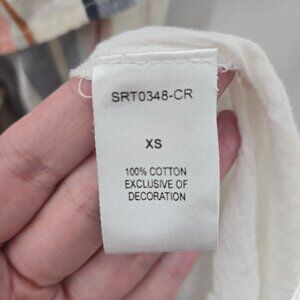 SRT0348-CR
XS
100% COTTON
EXCLUSIVE OF
DECORATION